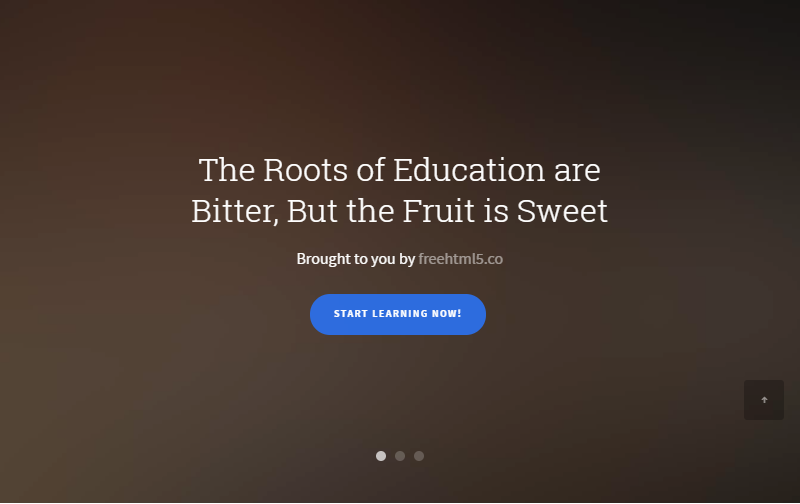 The Roots of Education are
Bitter, But the Fruit is Sweet
Brought to you by freehtml5.co
START LEARNING NOW!